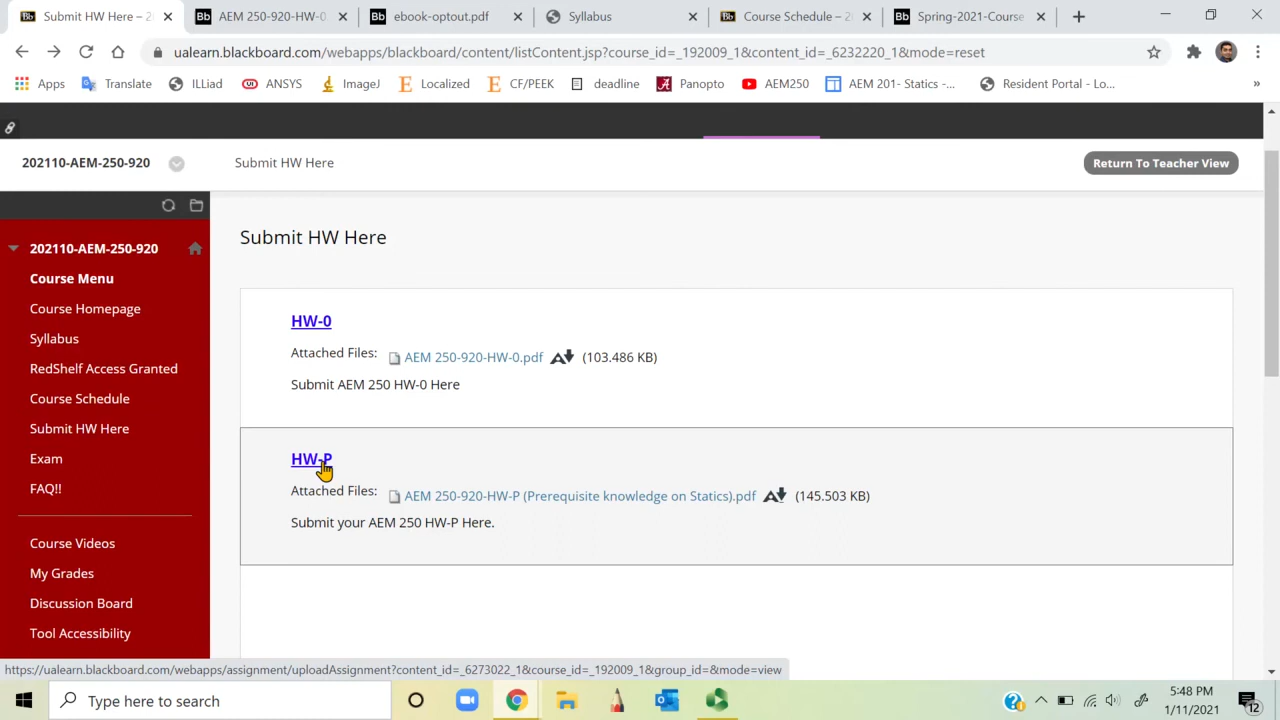 Submit HW Here – 2
AEM 250-920-HW-0
ebook-optout.pdf
Syllabus
Course Schedule – 2
Spring-2021-Course
ualearn.blackboard.com/webapps/blackboard/content/listContent.jsp?course_id=_192009_1&content_id=_6232220_1&mode=reset
Apps
Translate
ILLiad
ANSYS
ImageJ
Localized
CF/PEEK
deadline
Panopto
AEM250
AEM 201- Statics -...
Resident Portal - Lo...
»
202110-AEM-250-920
Submit HW Here
Return To Teacher View
202110-AEM-250-920
Course Menu
Course Homepage
Syllabus
RedShelf Access Granted
Course Schedule
Submit HW Here
Exam
FAQ!!
Course Videos
My Grades
Discussion Board
Tool Accessibility
Submit HW Here
HW-0
Attached Files: AEM 250-920-HW-0.pdf (103.486 KB)
Submit AEM 250 HW-0 Here
HW-P
Attached Files: AEM 250-920-HW-P (Prerequisite knowledge on Statics).pdf (145.503 KB)
Submit your AEM 250 HW-P Here.
https://ualearn.blackboard.com/webapps/assignment/uploadAssignment?content_id=_6273022_1&course_id=_192009_1&group_id=&mode=view
Type here to search
5:48 PM
1/11/2021
12